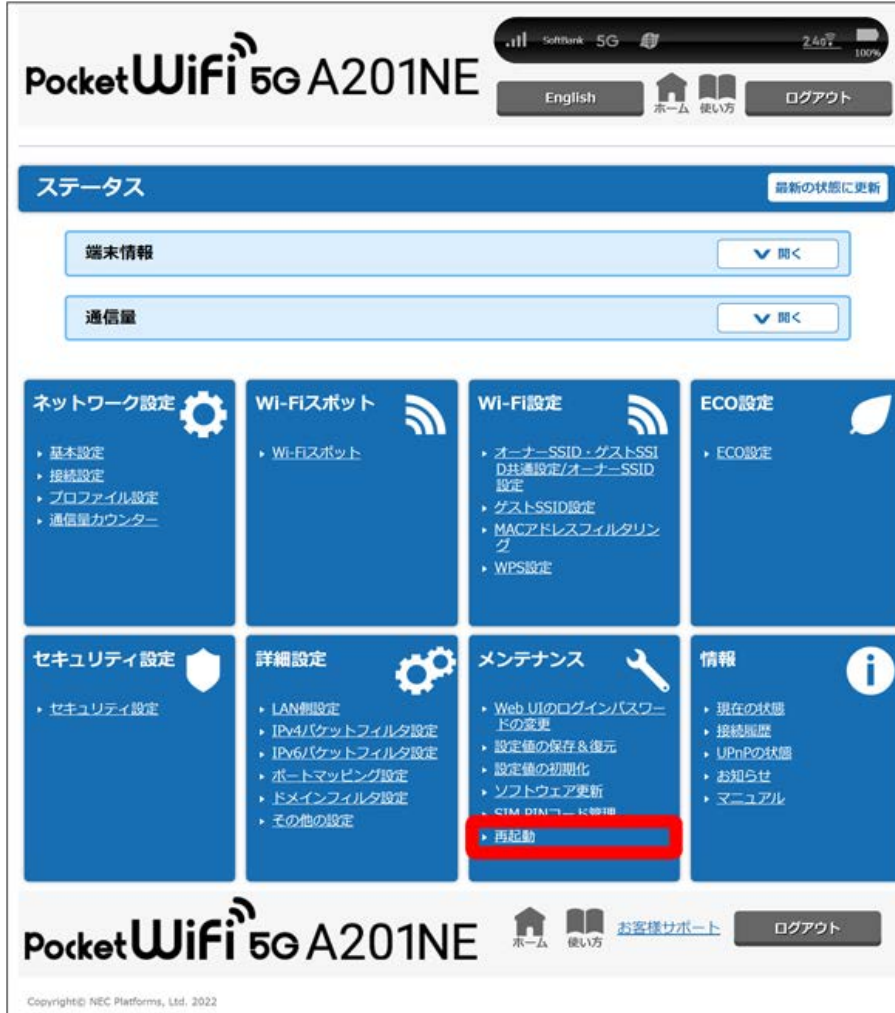 Pocket WiFi 5G A201NE
SoftBank 5G 2.4G 100%
English ホーム 使い方 ログアウト
ステータス 最新の状態に更新
端末情報 開く
通信量 開く
ネットワーク設定
基本設定
接続設定
プロファイル設定
通信量カウンター
Wi-Fiスポット
Wi-Fiスポット
Wi-Fi設定
オーナーSSID・ゲストSSI
D共通設定/オーナーSSID
設定
ゲストSSID設定
MACアドレスフィルタリン
グ
WPS設定
ECO設定
ECO設定
セキュリティ設定
セキュリティ設定
詳細設定
LAN側設定
IPv4パケットフィルタ設定
IPv6パケットフィルタ設定
ポートマッピング設定
ドメインフィルタ設定
その他の設定
メンテナンス
Web UIのログインパスワー
ドの変更
設定値の保存&復元
設定値の初期化
ソフトウェア更新
SIM PINコード管理
再起動
情報
現在の状態
接続履歴
UPnPの状態
お知らせ
マニュアル
Pocket WiFi 5G A201NE
ホーム 使い方 お客様サポート ログアウト
Copyright© NEC Platforms, Ltd. 2022